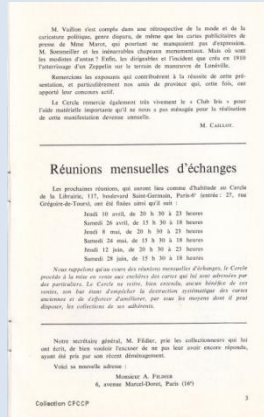 M. Vaillon s'est complu dans une rétrospective de la mode et de la
caricature politique, genre disparu, de même que les cartes publicitaires de
presse de Mme Marot, qui pourtant ne manquaient pas d'expression.
M. Sommeiller et les inénarrables chapeaux mentionnaux. Mais où sont
les modistes d'antan ? Enfin, les dirigeables et l'incident que créa en 1910
l'atterrissage d'un Zeppelin sur le terrain de manœuvre de Lunéville.
Remercions les exposants qui contribuèrent à la réussite de cette pré-
sentation, et particulièrement nos amis de province qui, cette fois, ont
apporté leur concours actif.
Le Cercle remercie également très vivement le « Club Iris » pour
l'aide matérielle importante qu'il ne nous a pas ménagée pour la réalisation
de cette manifestation devenue annuelle.
M. CAILLON.
Réunions mensuelles d'échanges
Les prochaines réunions, qui auront lieu comme d'habitude au Cercle
de la Librairie, 117, boulevard Saint-Germain, Paris-6e (entrée : 27, rue
Grégoire-de-Tours), ont été fixées ainsi qu'il suit :
Jeudi 10 avril, de 20 h 30 à 23 heures
Samedi 26 avril, de 15 h 30 à 18 heures
Jeudi 8 mai, de 20 h 30 à 23 heures
Samedi 24 mai, de 15 h 30 à 18 heures
Jeudi 12 juin, de 20 h 30 à 23 heures
Samedi 28 juin, de 15 h 30 à 18 heures
Nous rappelons qu'au cours des réunions mensuelles d'échanges, le Cercle
procède à la mise en vente aux enchères des cartes qui lui sont adressées par
des particuliers. Le Cercle ne retire, bien entendu, aucun bénéfice de ces
ventes, son but étant d'empêcher la destruction systématique des cartes
anciennes et de s'efforcer d'améliorer, par tous les moyens dont il peut
disposer, les collections de ses adhérents.
Notre secrétaire général, M. Fildier, prie les collectionneurs qui lui
ont écrit, de bien vouloir l'excuser de ne pas leur avoir encore répondu,
ayant été pris par son récent déménagement.
Voici sa nouvelle adresse :
Monsieur A. FILDIER
6, avenue Marcel-Doret, Paris (16e)
Collection CFCCP
3